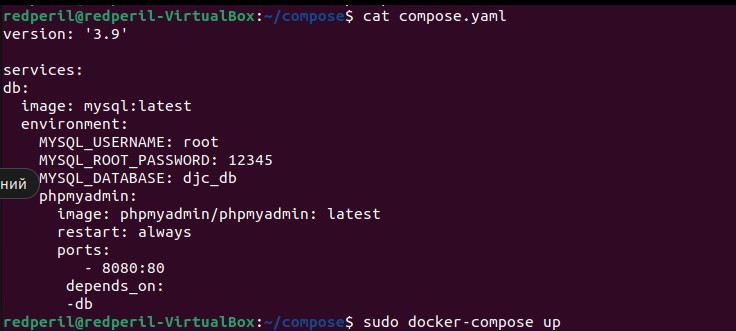 redperil@redperil-VirtualBox:~/compose$ cat compose.yaml
version: '3.9'
services:
db:
image: mysql:latest
environment:
MYSQL_USERNAME: root
MYSQL_ROOT_PASSWORD: 12345
MYSQL_DATABASE: djc_db
ний
phpmyadmin:
image: phpmyadmin/phpmyadmin: latest
restart: always
ports:
- 8080:80
depends_on:
-db
redperil@redperil-VirtualBox:~/compose$ sudo docker-compose up